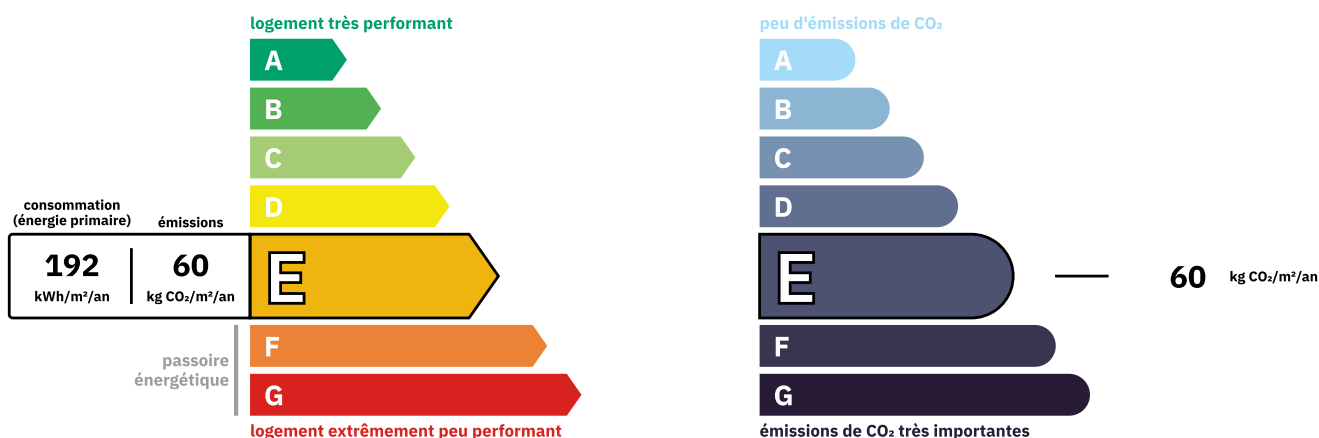 logement très performant
A
B
C
D
consommation
(énergie primaire)
émissions
192
kWh/m²/an
60
kg CO₂/m²/an
E
passoire
énergétique
F
G
logement extrêmement peu performant
peu d'émissions de CO₂
A
B
C
D
E
60
kg CO₂/m²/an
F
G
émissions de CO₂ très importantes